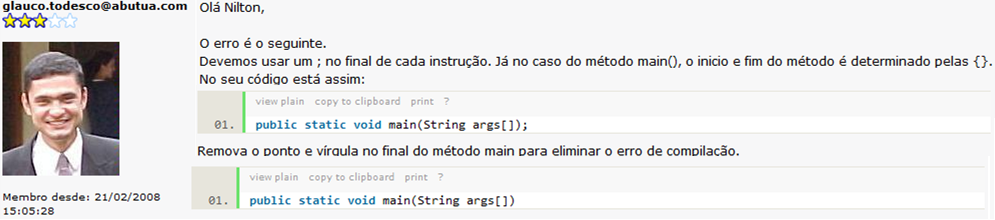 glauco.todesco@abutua.com
Membro desde: 21/02/2008
15:05:28
Olá Nilton,
O erro é o seguinte.
Devemos usar um ; no final de cada instrução. Já no caso do método main(), o inicio e fim do método é determinado pelas {}.
No seu código está assim:
view plain copy to clipboard print ?
01. public static void main(String args[]);
Remova o ponto e vírgula no final do método main para eliminar o erro de compilação.
view plain copy to clipboard print ?
01. public static void main(String args[])